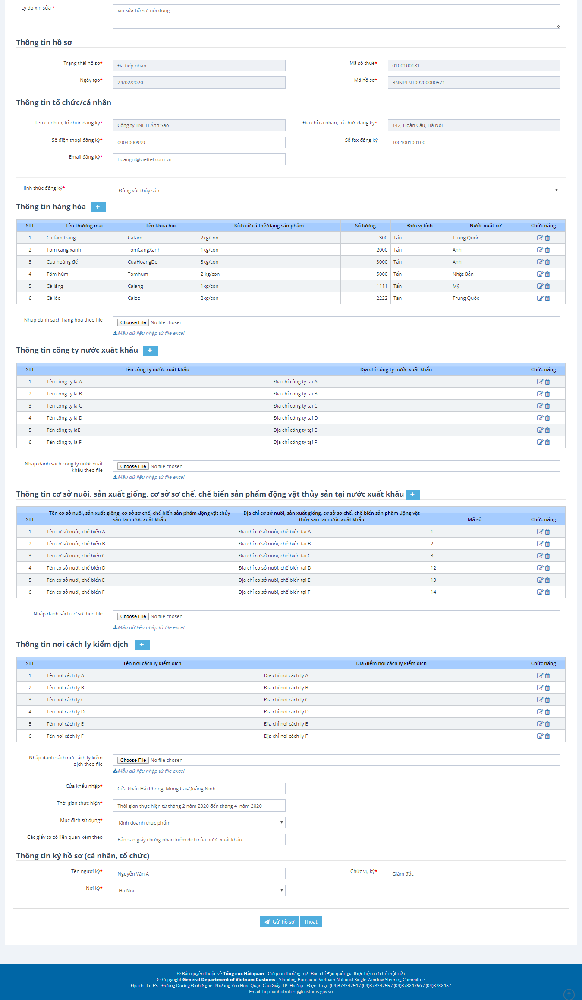 Lý do xin sửa *
xin sửa hồ sơ: nội dung
Thông tin hồ sơ
Trạng thái hồ sơ* Đã tiếp nhận Mã số thuế* 0100100181
Ngày tạo* 24/02/2020 Mã hồ sơ* BNNPTNT09200000571
Thông tin tổ chức/cá nhân
Tên cá nhân, tổ chức đăng ký* Công ty TNHH Ánh Sao Địa chỉ cá nhân, tổ chức đăng ký* 142, Hoàn Cầu, Hà Nội
Số điện thoại đăng ký* 0904000999 Số fax đăng ký 100100100100
Email đăng ký* hoangnl@viettel.com.vn
Hình thức đăng ký* Động vật thủy sản
Thông tin hàng hóa
STT Tên thương mại Tên khoa học Kích cỡ cá thể/dạng sản phẩm Số lượng Đơn vị tính Nước xuất xứ Chức năng
1 Cá tầm trắng Catam 2kg/con 300 Tấn Trung Quốc
2 Tôm càng xanh TomCangXanh 1kg/con 2000 Tấn Anh
3 Cua hoàng đế CuaHoangDe 3kg/con 3000 Tấn Anh
4 Tôm hùm Tomhum 2 kg/con 5000 Tấn Nhật Bản
5 Cá lăng Calang 1kg/con 1111 Tấn Mỹ
6 Cá lóc Caloc 2kg/con 2222 Tấn Trung Quốc
Nhập danh sách hàng hóa theo file Choose File No file chosen
Mẫu dữ liệu nhập từ file excel
Thông tin công ty nước xuất khẩu
STT Tên công ty nước xuất khẩu Địa chỉ công ty nước xuất khẩu Chức năng
1 Tên công ty là A Địa chỉ công ty tại A
2 Tên công ty là B Địa chỉ công ty tại B
3 Tên công ty là C Địa chỉ công ty tại C
4 Tên công ty là D Địa chỉ công ty tại D
5 Tên công ty làE Địa chỉ công ty tại E
6 Tên công ty là F Địa chỉ công ty tại F
Nhập danh sách công ty nước xuất
khẩu theo file
Choose File No file chosen
Mẫu dữ liệu nhập từ file excel
Thông tin cơ sở nuôi, sản xuất giống, cơ sở sơ chế, chế biến sản phẩm động vật thủy sản tại nước xuất khẩu
Tên cơ sở nuôi, sản xuất giống, cơ sở sơ chế, chế biến sản phẩm động vật thủy Địa chỉ cơ sở nuôi, sản xuất giống, cơ sở sơ chế, chế biến sản phẩm động vật
STT sản tại nước xuất khẩu thủy sản tại nước xuất khẩu Mã số Chức năng
1 Tên cơ sở nuôi, chế biến A Địa chỉ cơ sở nuôi, chế biến tại A 1
2 Tên cơ sở nuôi, chế biến B Địa chỉ cơ sở nuôi, chế biến tại B 2
3 Tên cơ sở nuôi, chế biến C Địa chỉ cơ sở nuôi, chế biến tại C 3
4 Tên cơ sở nuôi, chế biến D Địa chỉ cơ sở nuôi, chế biến tại D 12
5 Tên cơ sở nuôi, chế biến E Địa chỉ cơ sở nuôi, chế biến tại E 13
6 Tên cơ sở nuôi, chế biến F Địa chỉ cơ sở nuôi, chế biến tại F 14
Nhập danh sách cơ sở theo file Choose File No file chosen
Mẫu dữ liệu nhập từ file excel
Thông tin nơi cách ly kiểm dịch
STT Tên nơi cách ly kiểm dịch Địa điểm nơi cách ly kiểm dịch Chức năng
1 Tên nơi cách ly A Địa chỉ nơi cách ly A
2 Tên nơi cách ly B Địa chỉ nơi cách ly B
3 Tên nơi cách ly C Địa chỉ nơi cách ly C
4 Tên nơi cách ly D Địa chỉ nơi cách ly D
5 Tên nơi cách ly E Địa chỉ nơi cách ly E
6 Tên nơi cách ly F Địa chỉ nơi cách ly F
Nhập danh sách nơi cách ly kiểm
dịch theo file
Choose File No file chosen
Mẫu dữ liệu nhập từ file excel
Cửa khẩu nhập* Cửa khẩu Hải Phòng; Móng Cái-Quảng Ninh
Thời gian thực hiện* Thời gian thực hiện từ tháng 2 năm 2020 đến tháng 4 năm 2020
Mục đích sử dụng* Kinh doanh thực phẩm
Các giấy tờ có liên quan kèm theo Bản sao giấy chứng nhận kiểm dịch của nước xuất khẩu
Thông tin ký hồ sơ (cá nhân, tổ chức)
Tên người ký* Nguyễn Văn A Chức vụ ký* Giám đốc
Nơi ký* Hà Nội
Gửi hồ sơ Thoát
© Bản quyền thuộc về Tổng cục Hải quan - Cơ quan thường trực Ban chỉ đạo quốc gia thực hiện cơ chế một cửa
© Copyright General Department of Vietnam Customs - Standing Bureau of Vietnam National Single Window Steering Committee
Địa chỉ: Lô E3 - Đường Dương Đình Nghệ, Phường Yên Hòa, Quận Cầu Giấy, TP. Hà Nội - Điện thoại: (04)37824754 / (04)37824755 / (04)37824756 / (04)3782457
Email: bophanhotrotchq@customs.gov.vn